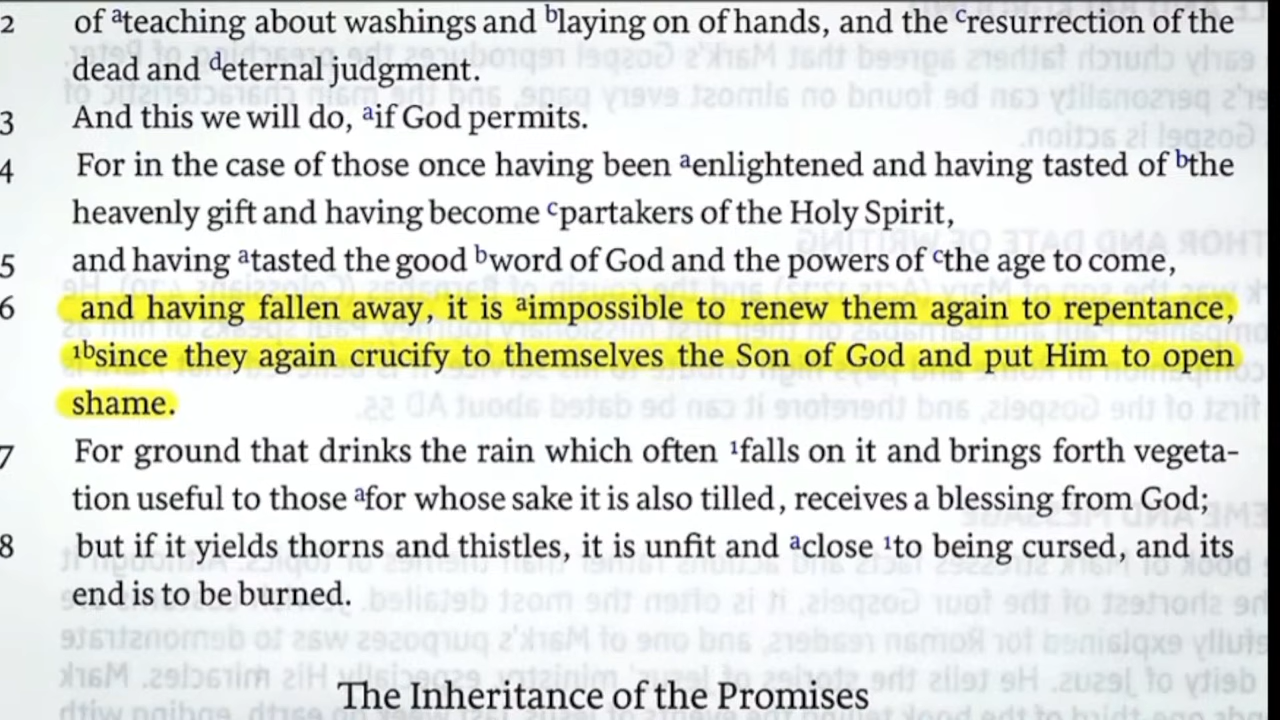 2 of ᵃteaching about washings and ᵇlaying on of hands, and the ᶜresurrection of the
dead and ᵈeternal judgment.
3 And this we will do, ᵃif God permits.
4 For in the case of those once having been ᵃenlightened and having tasted of ᵇthe
heavenly gift and having become ᶜpartakers of the Holy Spirit,
5 and having ᵃtasted the good ᵇword of God and the powers of ᶜthe age to come,
6 and having fallen away, it is ᵃimpossible to renew them again to repentance,
¹ᵇsince they again crucify to themselves the Son of God and put Him to open
shame.
7 For ground that drinks the rain which often ¹falls on it and brings forth vegeta-
tion useful to those ᵃfor whose sake it is also tilled, receives a blessing from God;
8 but if it yields thorns and thistles, it is unfit and ᵃclose ¹to being cursed, and its
end is to be burned.
The Inheritance of the Promises